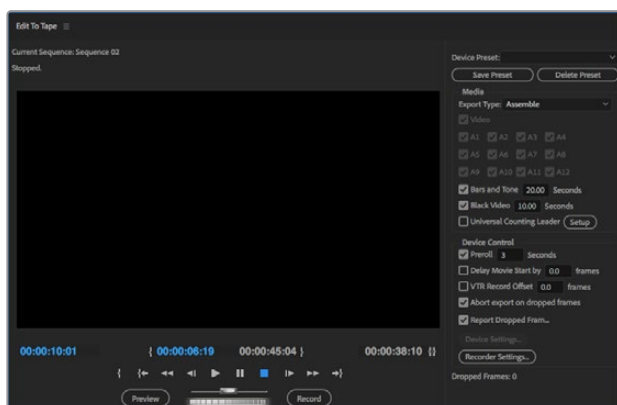 Edit To Tape
Current Sequence: Sequence 02
Stopped.
00:00:10:01
{ 00:00:06:19
00:00:45:04 }
00:00:38:10 {}
Preview
Record
Device Preset:
Save Preset
Delete Preset
Media
Export Type: Assemble
Video
A1 A2 A3 A4
A5 A6 A7 A8
A9 A10 A11 A12
Bars and Tone 20.00 Seconds
Black Video 10.00 Seconds
Universal Counting Leader Setup
Device Control
Preroll 3 Seconds
Delay Movie Start by 0.0 frames
VTR Record Offset 0.0 frames
Abort export on dropped frames
Report Dropped Fram...
Device Settings...
Recorder Settings...
Dropped Frames: 0